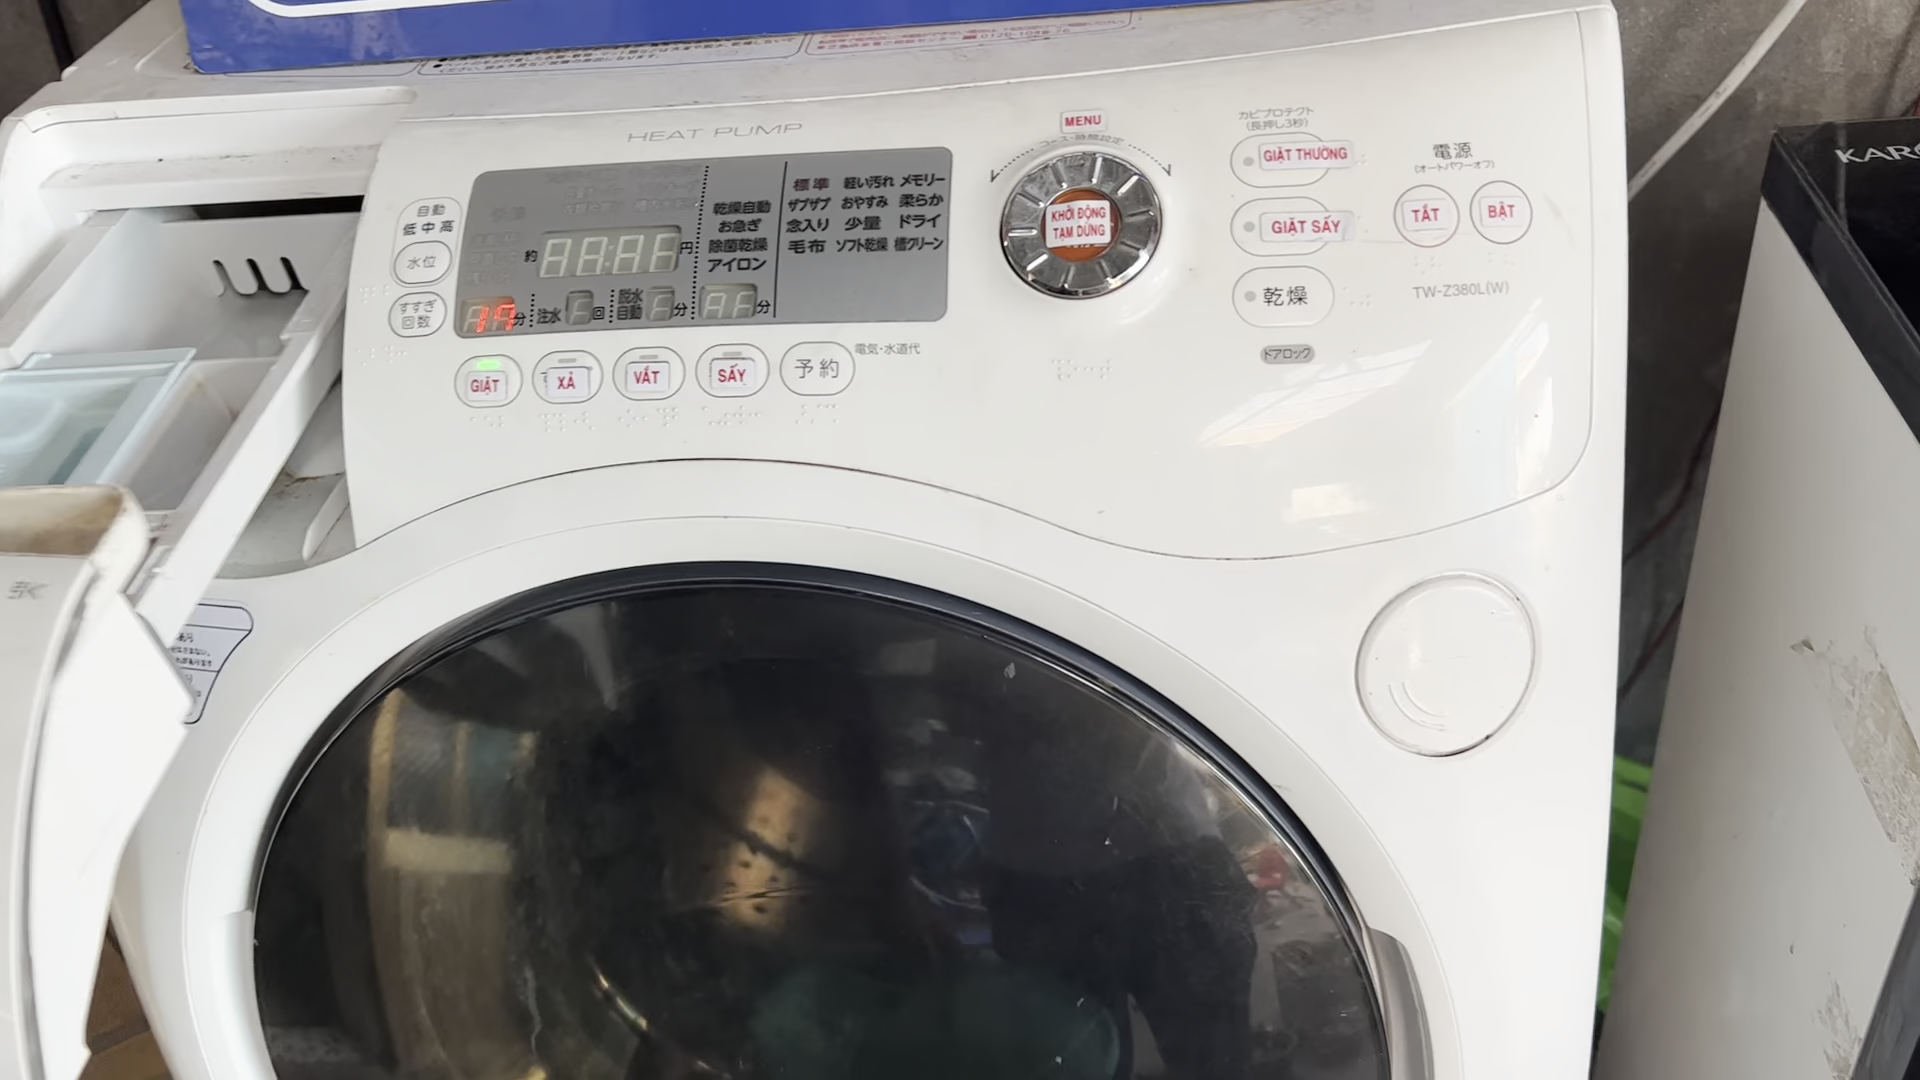 HEAT PUMP
MENU
コース・時間設定
カビプロテクト
(長押し3秒)
GIẶT THƯỜNG
電源
(オートパワーオフ)
KARO
自動
低 中 高
水位
すすぎ
回数
約
円
乾燥自動
お急ぎ
除菌乾燥
アイロン
標準 軽い汚れ メモリー
ザブザブ おやすみ 柔らか
念入り 少量 ドライ
毛布 ソフト乾燥 槽クリーン
KHỞI ĐỘNG
TẠM DỪNG
GIẶT SẤY
TẮT
BẬT
分
注水
回
脱水
自動
分
分
乾燥
TW-Z380L(W)
ドアロック
GIẶT
XẢ
VẮT
SẤY
予約
電気・水道代